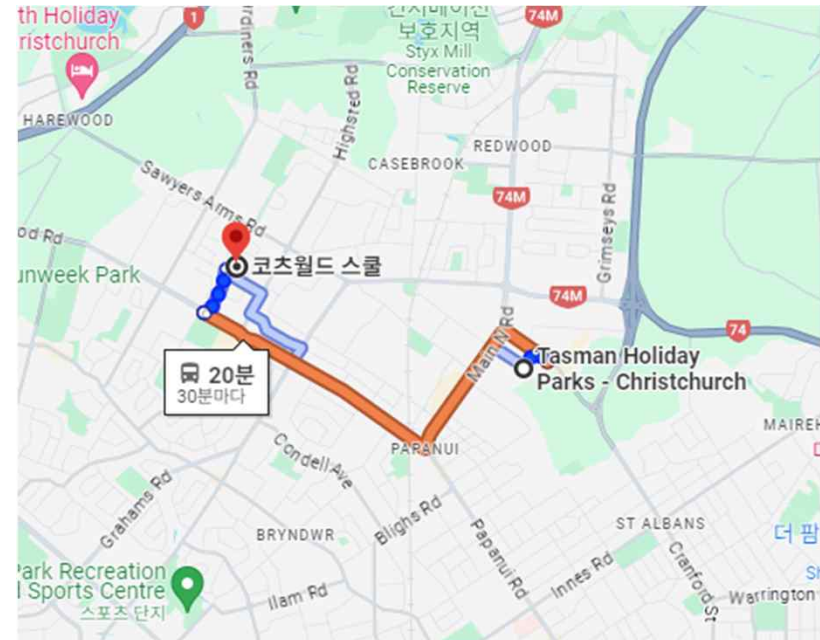 th Holiday
ristchurch
1
74M
보호지역
Styx Mill
Conservation
Reserve
Highsted Rd
HAREWOOD
REDWOOD
CASEBROOK
Sawyers Arms Rd
74M
Grimseys Rd
od Rd
unweek Park
코츠월드 스쿨
74M
74
Main N Rd
Tasman Holiday
Parks - Christchurch
20분
30분마다
PAPANUI
Condell Ave
Grahams Rd
Blighs Rd
BRYNDWR
Papanui Rd
ST ALBANS
Innes Rd
Cranford St
MAIREH
더 팜
Sh
Warrington
Park Recreation
l Sports Centre
스포츠 단지
Ilam Rd